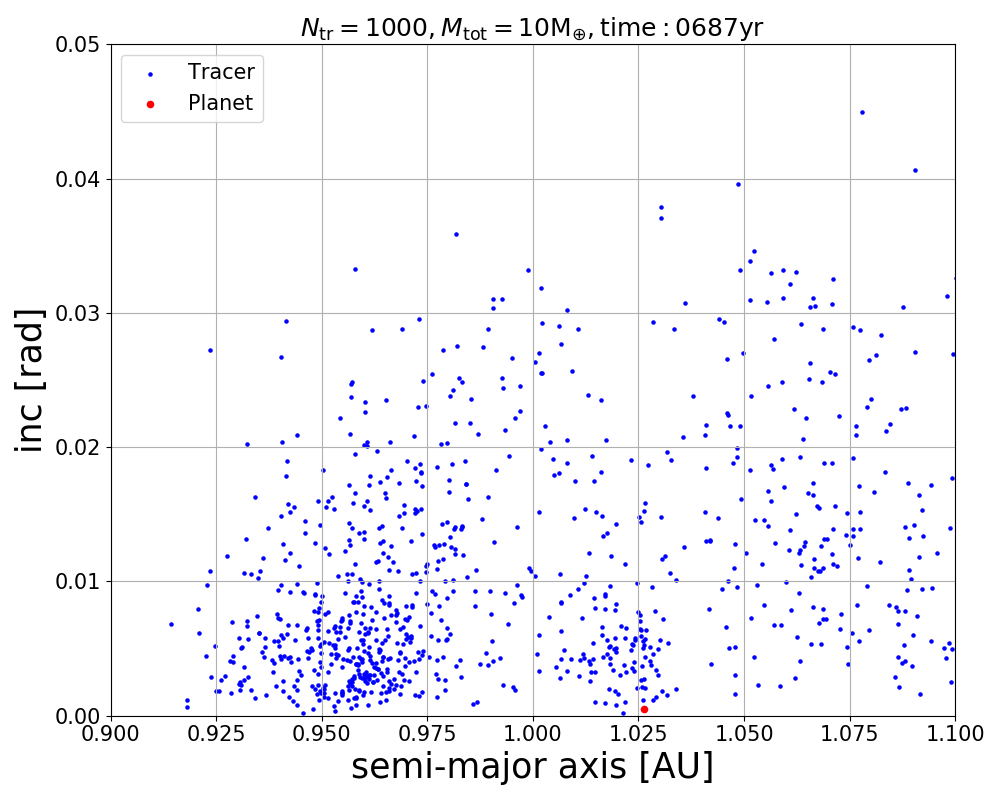 N_tr = 1000, M_tot = 10M_⊕, time : 0687yr
0.05
Tracer
Planet
0.04
0.03
inc [rad]
0.02
0.01
0.00
0.900 0.925 0.950 0.975 1.000 1.025 1.050 1.075 1.100
semi-major axis [AU]